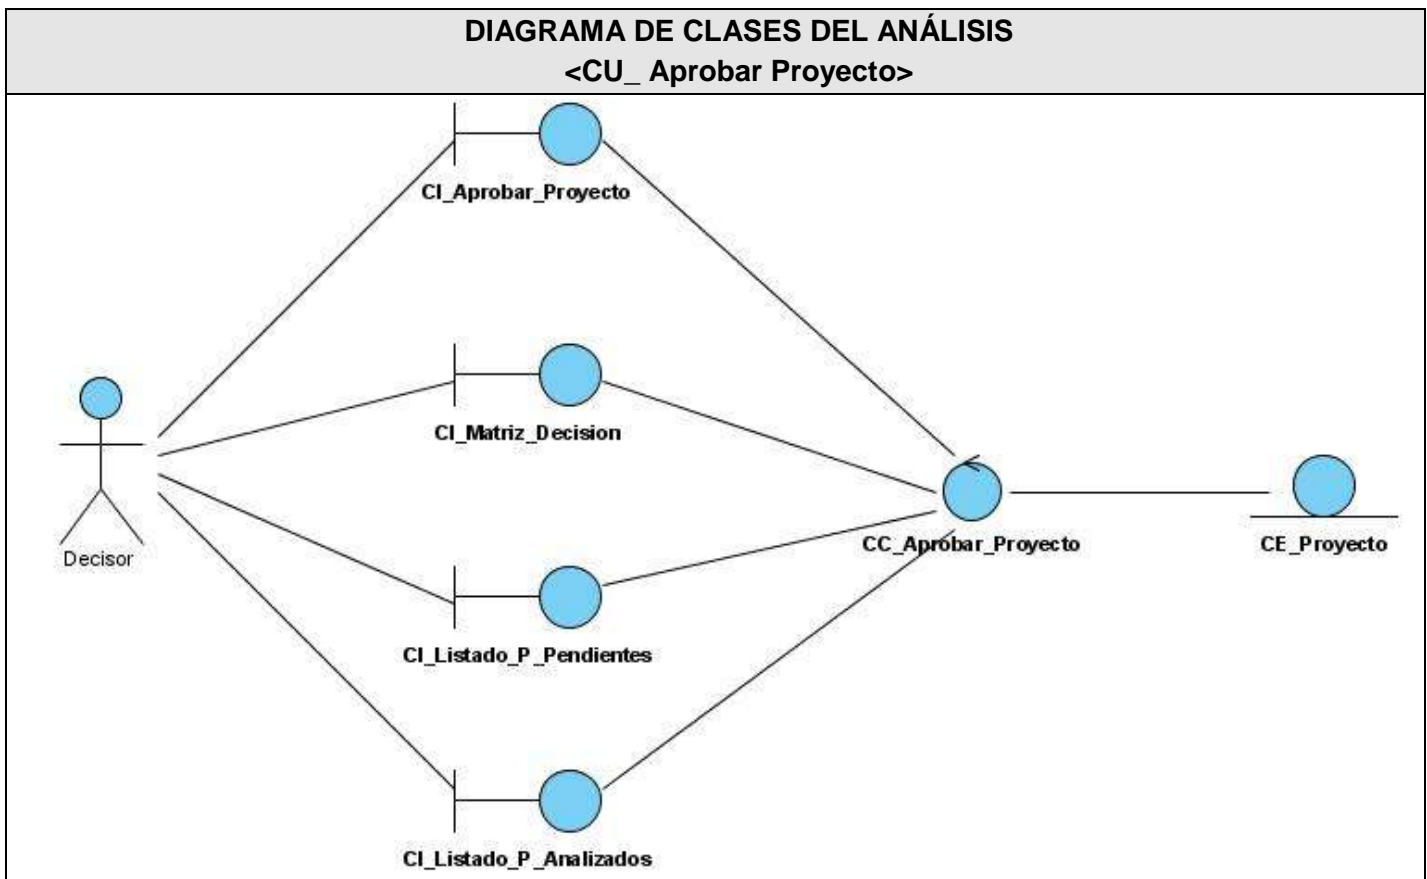 DIAGRAMA DE CLASES DEL ANÁLISIS
<CU_ Aprobar Proyecto>
CI_Aprobar_Proyecto
CI_Matriz_Decision
Decisor
CC_Aprobar_Proyecto
CE_Proyecto
CI_Listado_P_Pendientes
CI_Listado_P_Analizados